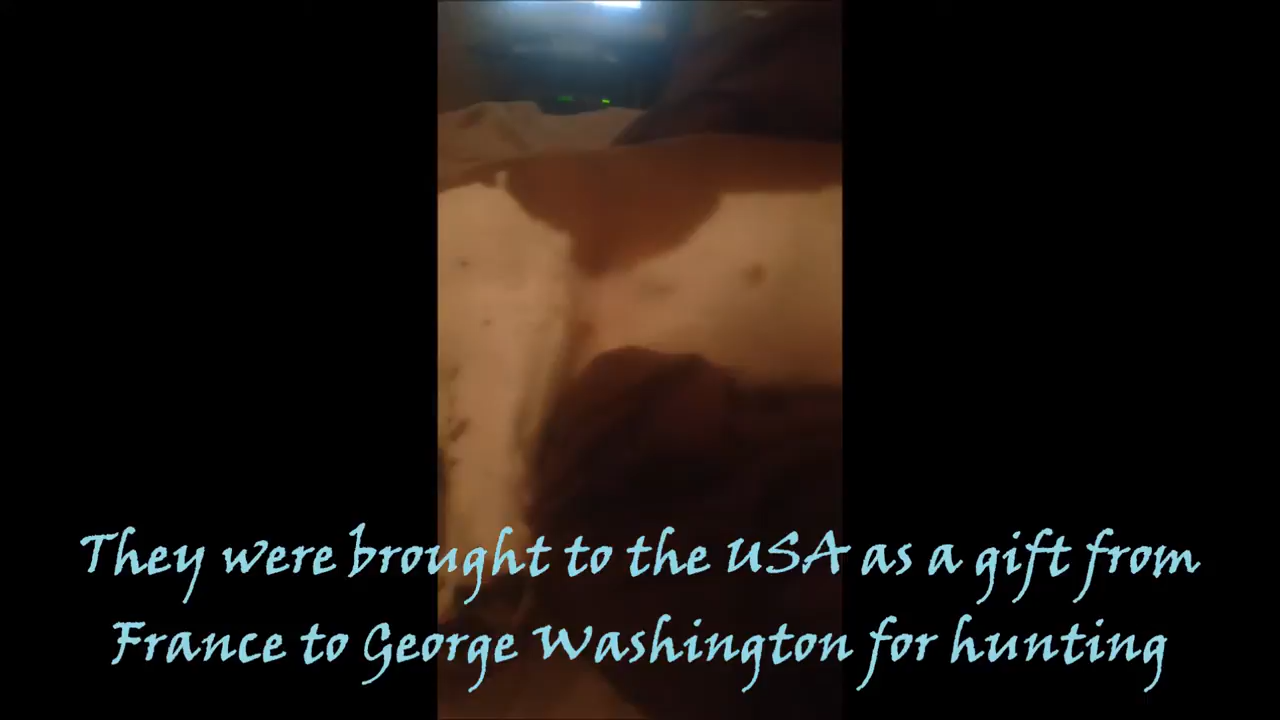 They were brought to the USA as a gift from
France to George Washington for hunting